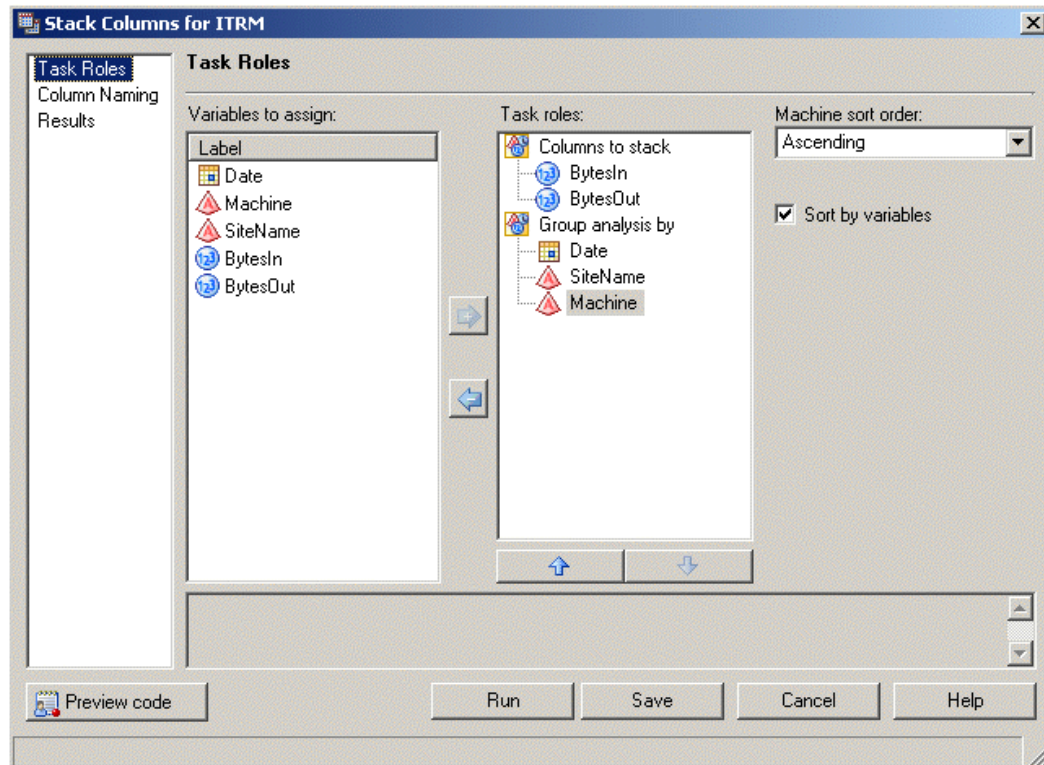 Stack Columns for ITRM
Task Roles
Column Naming
Results
Task Roles
Variables to assign:
Label
Date
Machine
SiteName
BytesIn
BytesOut
Task roles:
Columns to stack
BytesIn
BytesOut
Group analysis by
Date
SiteName
Machine
Machine sort order:
Ascending
Sort by variables
Preview code
Run
Save
Cancel
Help